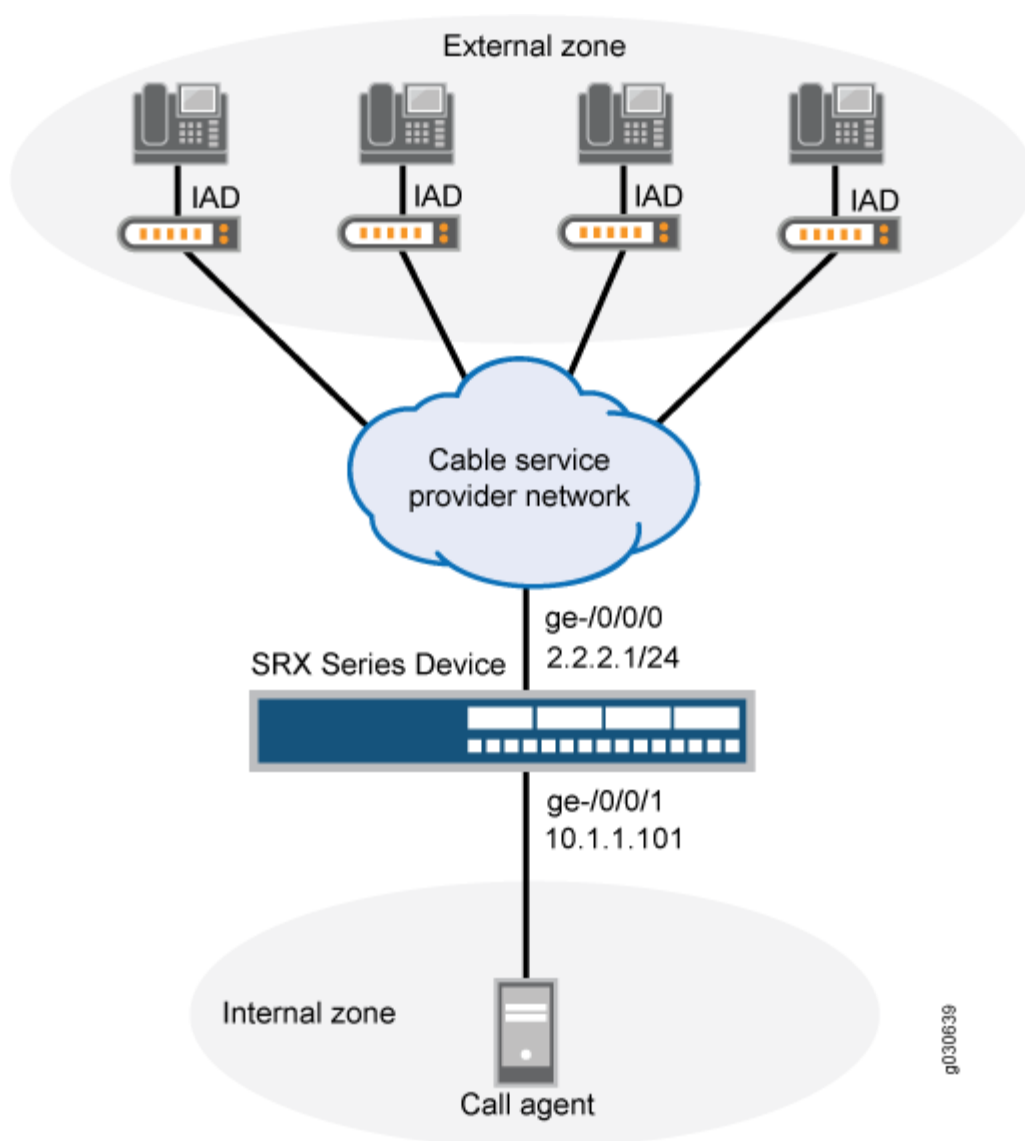 External zone
IAD
IAD
IAD
IAD
Cable service
provider network
ge-/0/0/0
2.2.2.1/24
SRX Series Device
ge-/0/0/1
10.1.1.101
Internal zone
Call agent
g030639